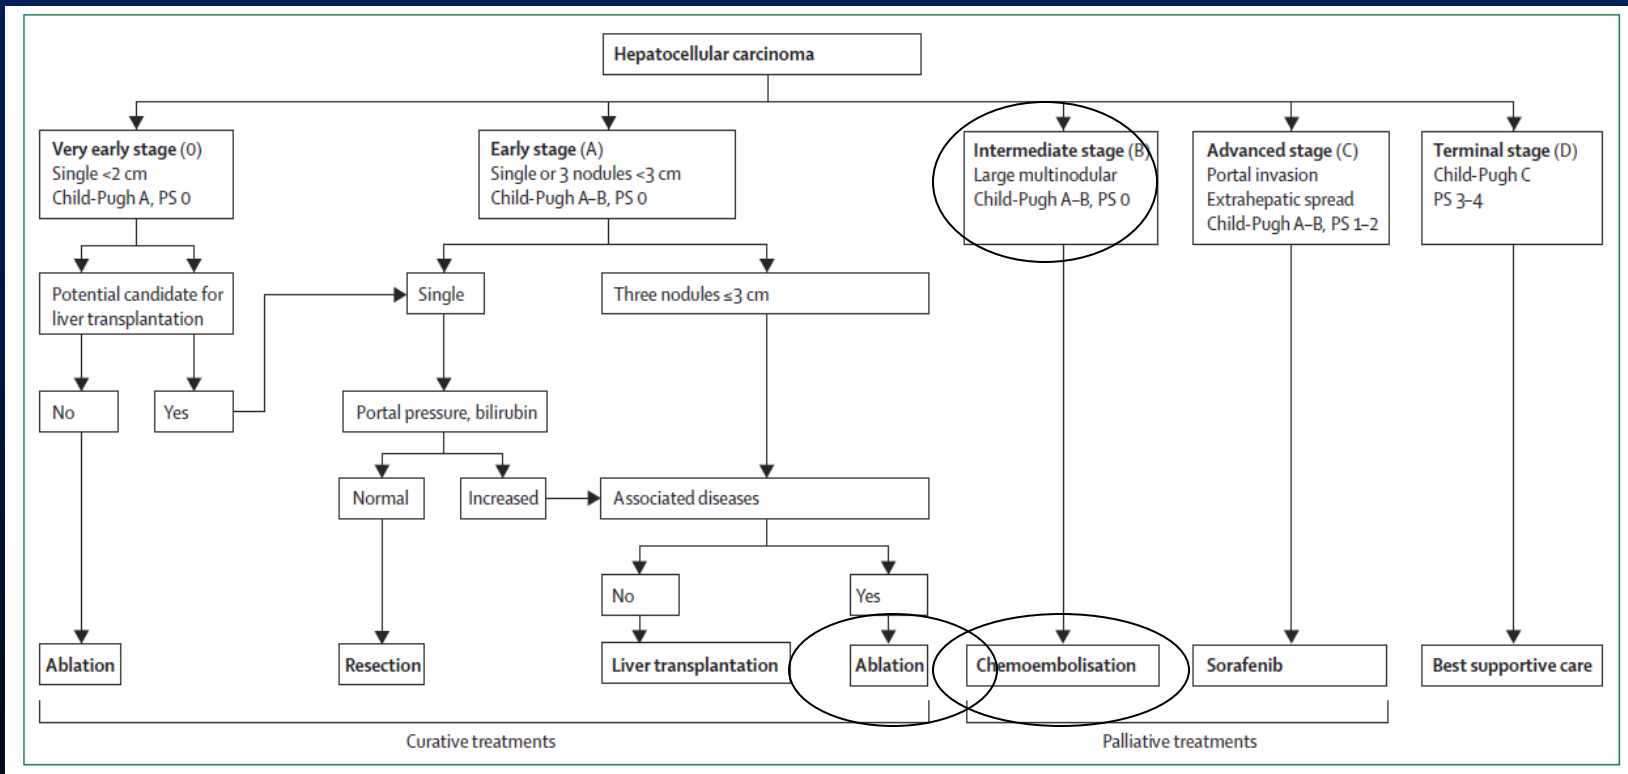 Hepatocellular carcinoma
Very early stage (0)
Single <2 cm
Child-Pugh A, PS 0
Early stage (A)
Single or 3 nodules <3 cm
Child-Pugh A–B, PS 0
Intermediate stage (B)
Large multinodular
Child-Pugh A–B, PS 0
Advanced stage (C)
Portal invasion
Extrahepatic spread
Child-Pugh A–B, PS 1–2
Terminal stage (D)
Child-Pugh C
PS 3–4
Potential candidate for
liver transplantation
Single
Three nodules ≤3 cm
No
Yes
Portal pressure, bilirubin
Normal
Increased
Associated diseases
No
Yes
Ablation
Resection
Liver transplantation
Ablation
Chemoembolisation
Sorafenib
Best supportive care
Curative treatments
Palliative treatments